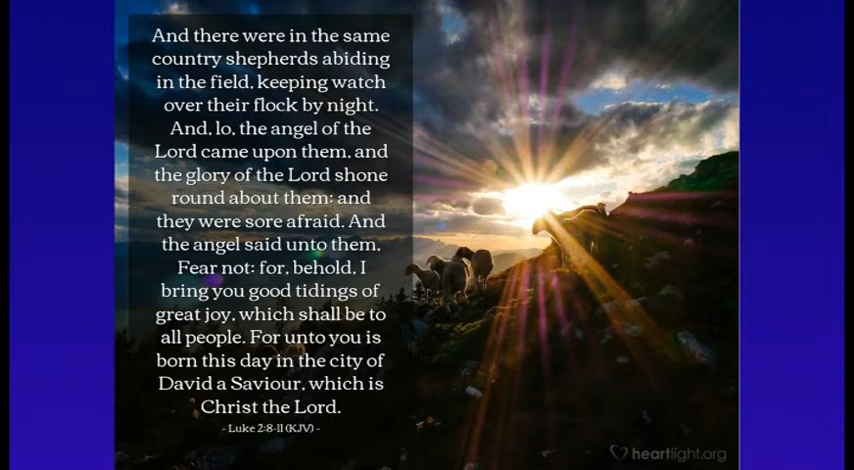 And there were in the same
country shepherds abiding
in the field, keeping watch
over their flock by night.
And, lo, the angel of the
Lord came upon them, and
the glory of the Lord shone
round about them: and
they were sore afraid. And
the angel said unto them,
Fear not: for, behold, I
bring you good tidings of
great joy, which shall be to
all people. For unto you is
born this day in the city of
David a Saviour, which is
Christ the Lord.
- Luke 2:8-11 (KJV) -
heartlight.org